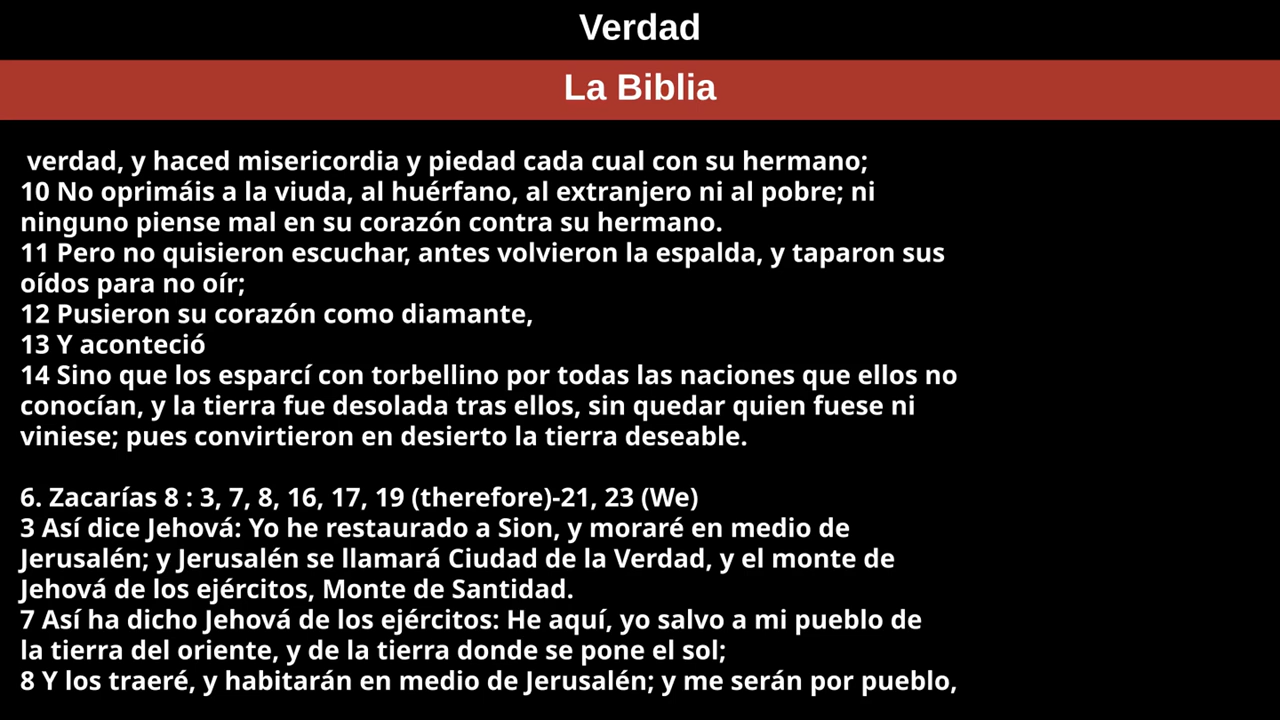 Verdad
La Biblia
verdad, y haced misericordia y piedad cada cual con su hermano;
10 No oprimáis a la viuda, al huérfano, al extranjero ni al pobre; ni
ninguno piense mal en su corazón contra su hermano.
11 Pero no quisieron escuchar, antes volvieron la espalda, y taparon sus
oídos para no oír;
12 Pusieron su corazón como diamante,
13 Y aconteció
14 Sino que los esparcí con torbellino por todas las naciones que ellos no
conocían, y la tierra fue desolada tras ellos, sin quedar quien fuese ni
viniese; pues convirtieron en desierto la tierra deseable.
6. Zacarías 8 : 3, 7, 8, 16, 17, 19 (therefore)-21, 23 (We)
3 Así dice Jehová: Yo he restaurado a Sion, y moraré en medio de
Jerusalén; y Jerusalén se llamará Ciudad de la Verdad, y el monte de
Jehová de los ejércitos, Monte de Santidad.
7 Así ha dicho Jehová de los ejércitos: He aquí, yo salvo a mi pueblo de
la tierra del oriente, y de la tierra donde se pone el sol;
8 Y los traeré, y habitarán en medio de Jerusalén; y me serán por pueblo,